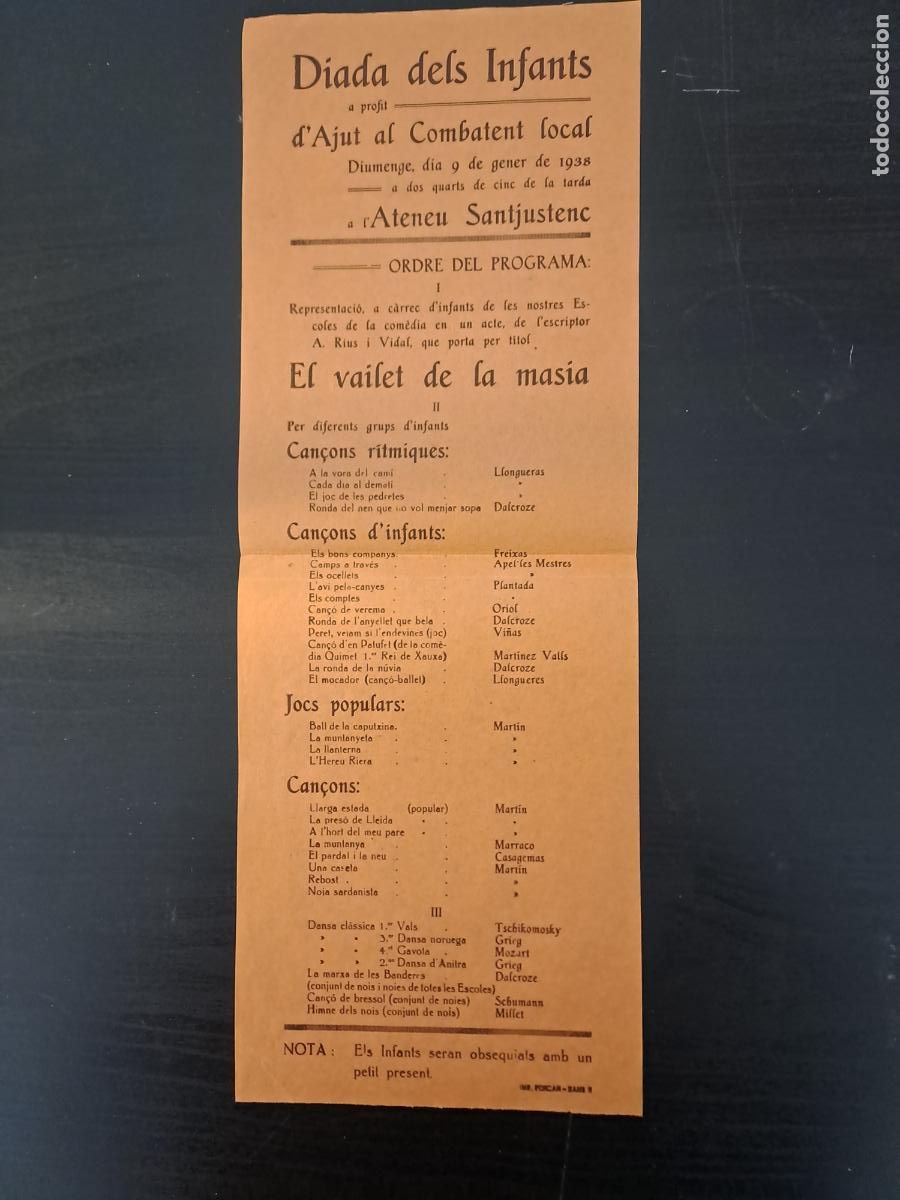 Diada dels Infants
a profit
d'Ajut al Combatent local
Diumenge, dia 9 de gener de 1938
a dos quarts de cinc de la tarda
a l'Ateneu Santjustenc
ORDRE DEL PROGRAMA:
I
Representació, a càrrec d'infants de les nostres Es-
coles de la comèdia en un acte, de l'escriptor
A. Rius i Vidal, que porta per títol
El vailet de la masia
II
Per diferents grups d'infants
Cançons rítmiques:
A la vora del camí . Llongueras
Cada dia al dematí . »
El joc de les pedretes . »
Ronda del nen que no vol menjar sopa Dalcroze
Cançons d'infants:
Els bons companys. . Freixas
Camps a través . . Apel·les Mestres
Els ocellets . . »
L'avi pela-canyes . . Plantada
Els comptes . . »
Cançó de verema . . Oriol
Ronda de l'anyellet que bela . Dalcroze
Peret, veiam si l'endevines (joc) Viñas
Cançó d'en Patufet (de la comè-
dia Quimet 1.er Rei de Xauxa) Martínez Valls
La ronda de la núvia . Dalcroze
El mocador (cançó-ballet) . Llongueres
Jocs populars:
Ball de la caputxina. . Martín
La muntanyeta . . »
La llanterna . . »
L'Hereu Riera . . »
Cançons:
Llarga estada (popular) Martín
La presó de Lleida » . »
A l'hort del meu pare » . »
La muntanya . . Marraco
El pardal i la neu . . Casagemas
Una caseta . . Martín
Rebost . . . »
Noia sardanista . . »
III
Dansa clàssica 1.er Vals . Tschikomosky
» » 3.er Dansa noruega Grieg
» » 4.rt Gavota . Mozart
» » 2.on Dansa d'Anitra Grieg
La marxa de les Banderes . Dalcroze
(conjunt de nois i noies de totes les Escoles)
Cançó de bressol (conjunt de noies) Schumann
Himne dels nois (conjunt de nois) Millet
NOTA: Els Infants seran obsequiats amb un
petit present.
IMP. PORCAR - SANS
todocoleccion